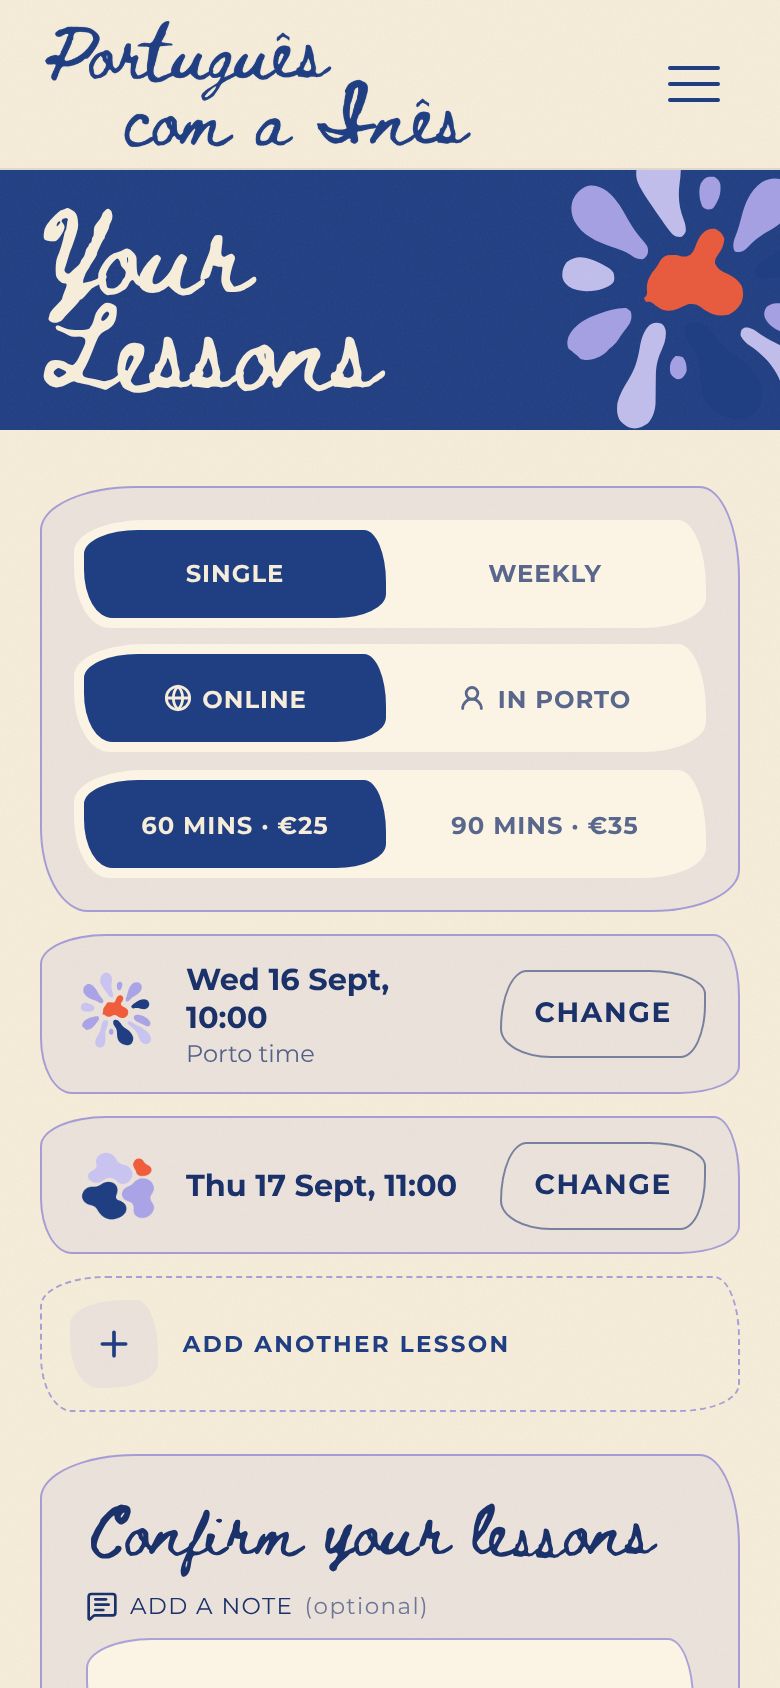 Português
com a Inês
Your
Lessons
SINGLE WEEKLY
ONLINE IN PORTO
60 MINS · €25 90 MINS · €35
Wed 16 Sept,
10:00
Porto time
CHANGE
Thu 17 Sept, 11:00
CHANGE
ADD ANOTHER LESSON
Confirm your lessons
ADD A NOTE (optional)